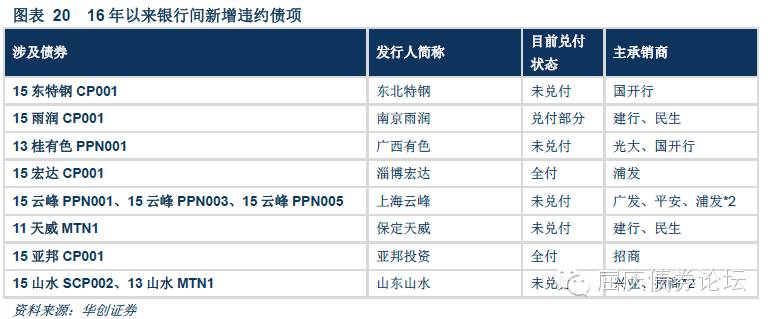 图表 20 16 年以来银行间新增违约债项
涉及债券 发行人简称 目前兑付状态 主承销商
15 东特钢 CP001 东北特钢 未兑付 国开行
15 雨润 CP001 南京雨润 兑付部分 建行、民生
13 桂有色 PPN001 广西有色 未兑付 光大、国开行
15 宏达 CP001 淄博宏达 全付 浦发
15 云峰 PPN001、15 云峰 PPN003、15 云峰 PPN005 上海云峰 未兑付 广发、平安、浦发*2
11 天威 MTN1 保定天威 未兑付 建行、民生
15 亚邦 CP001 亚邦投资 全付 招商
15 山水 SCP002、13 山水 MTN1 山东山水 未兑付 兴业、招商*2
屈庆债券论坛
资料来源：华创证券